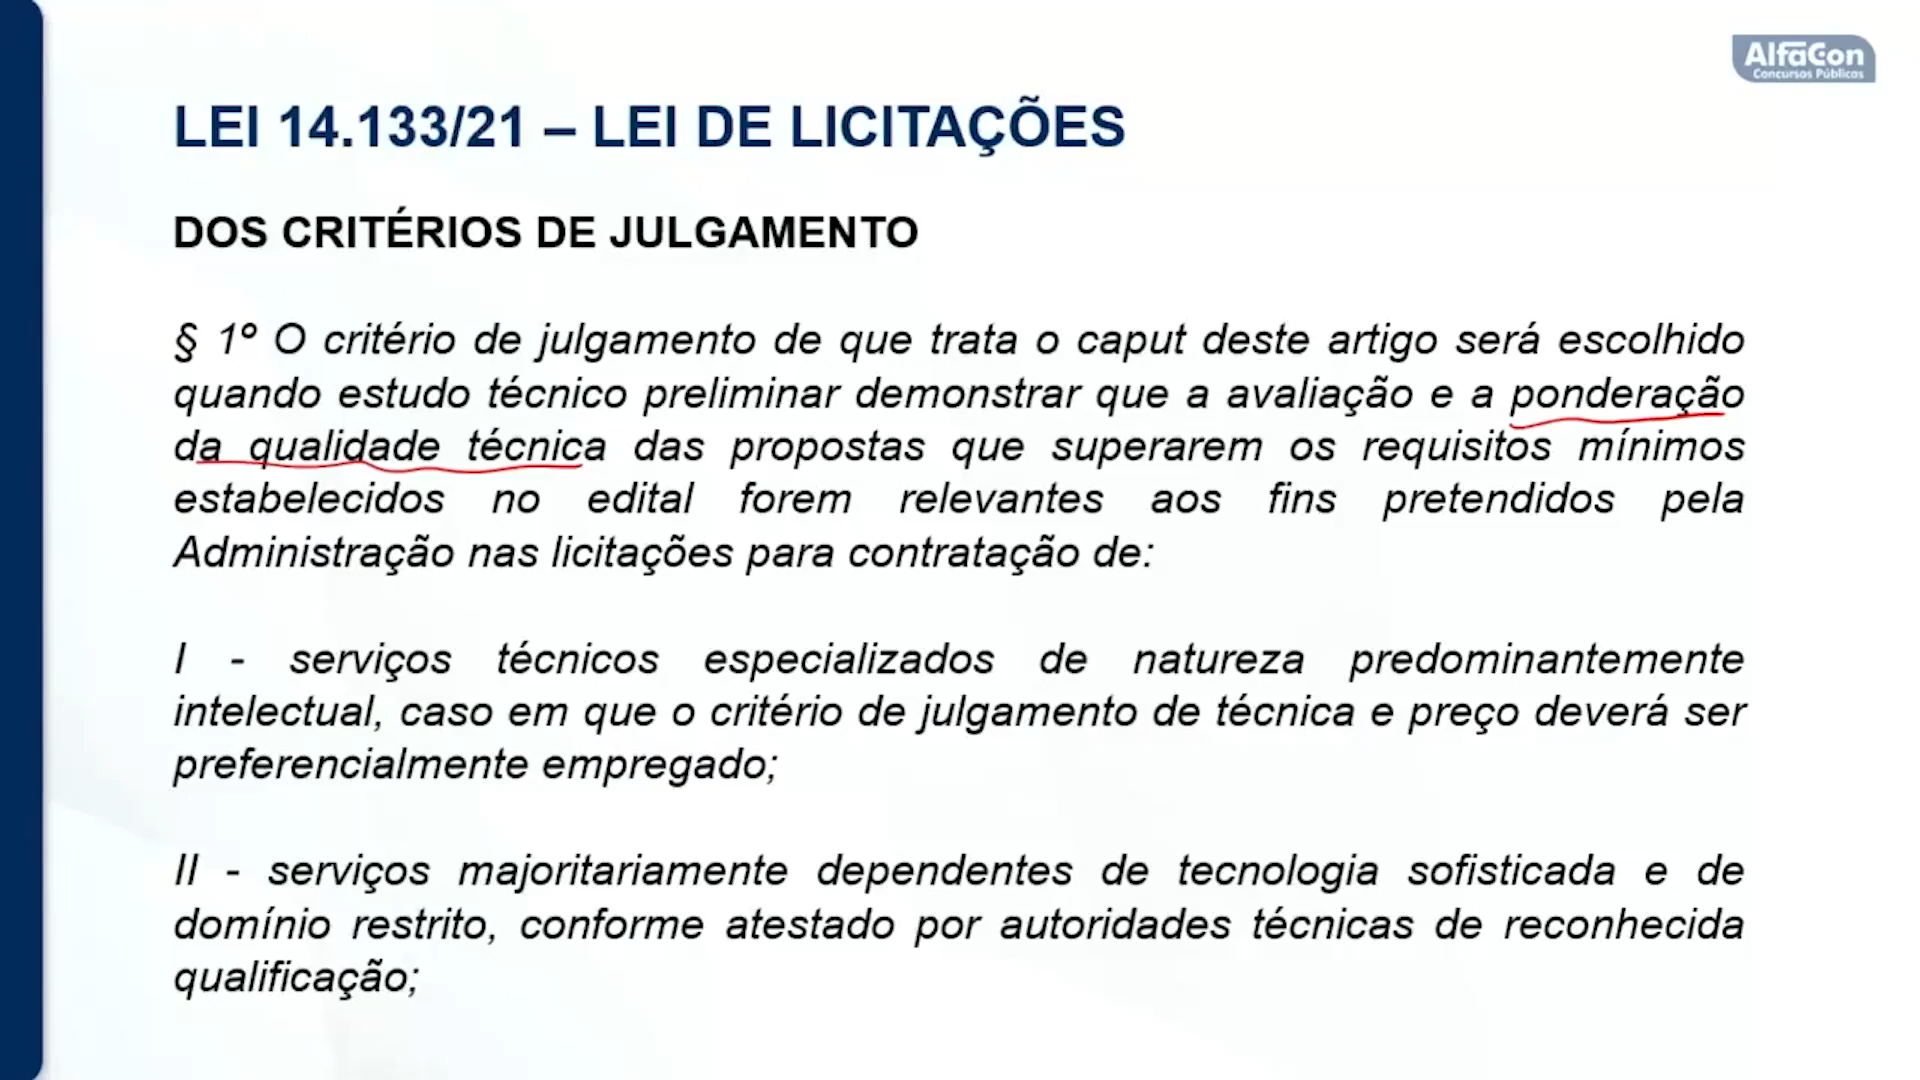 AlfaCon
Concursos Públicos
LEI 14.133/21 – LEI DE LICITAÇÕES
DOS CRITÉRIOS DE JULGAMENTO
§ 1º O critério de julgamento de que trata o caput deste artigo será escolhido
quando estudo técnico preliminar demonstrar que a avaliação e a ponderação
da qualidade técnica das propostas que superarem os requisitos mínimos
estabelecidos no edital forem relevantes aos fins pretendidos pela
Administração nas licitações para contratação de:
I - serviços técnicos especializados de natureza predominantemente
intelectual, caso em que o critério de julgamento de técnica e preço deverá ser
preferencialmente empregado;
II - serviços majoritariamente dependentes de tecnologia sofisticada e de
domínio restrito, conforme atestado por autoridades técnicas de reconhecida
qualificação;